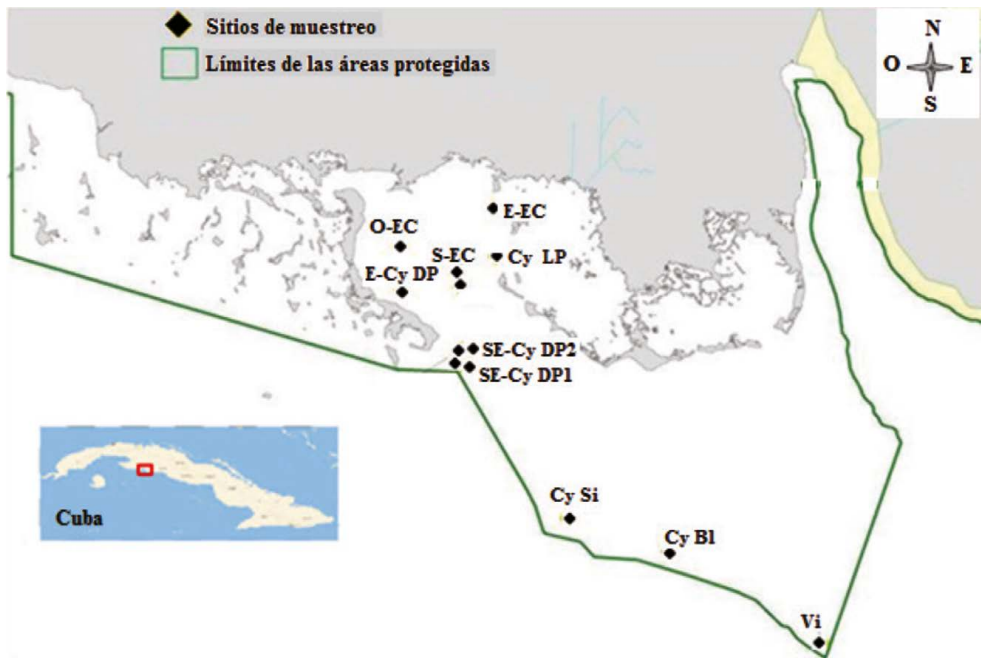 Sitios de muestreo
Límites de las áreas protegidas
N
O E
S
E-EC
O-EC
S-EC
Cy LP
E-Cy DP
SE-Cy DP2
SE-Cy DP1
Cy Si
Cuba
Cy Bl
Vi